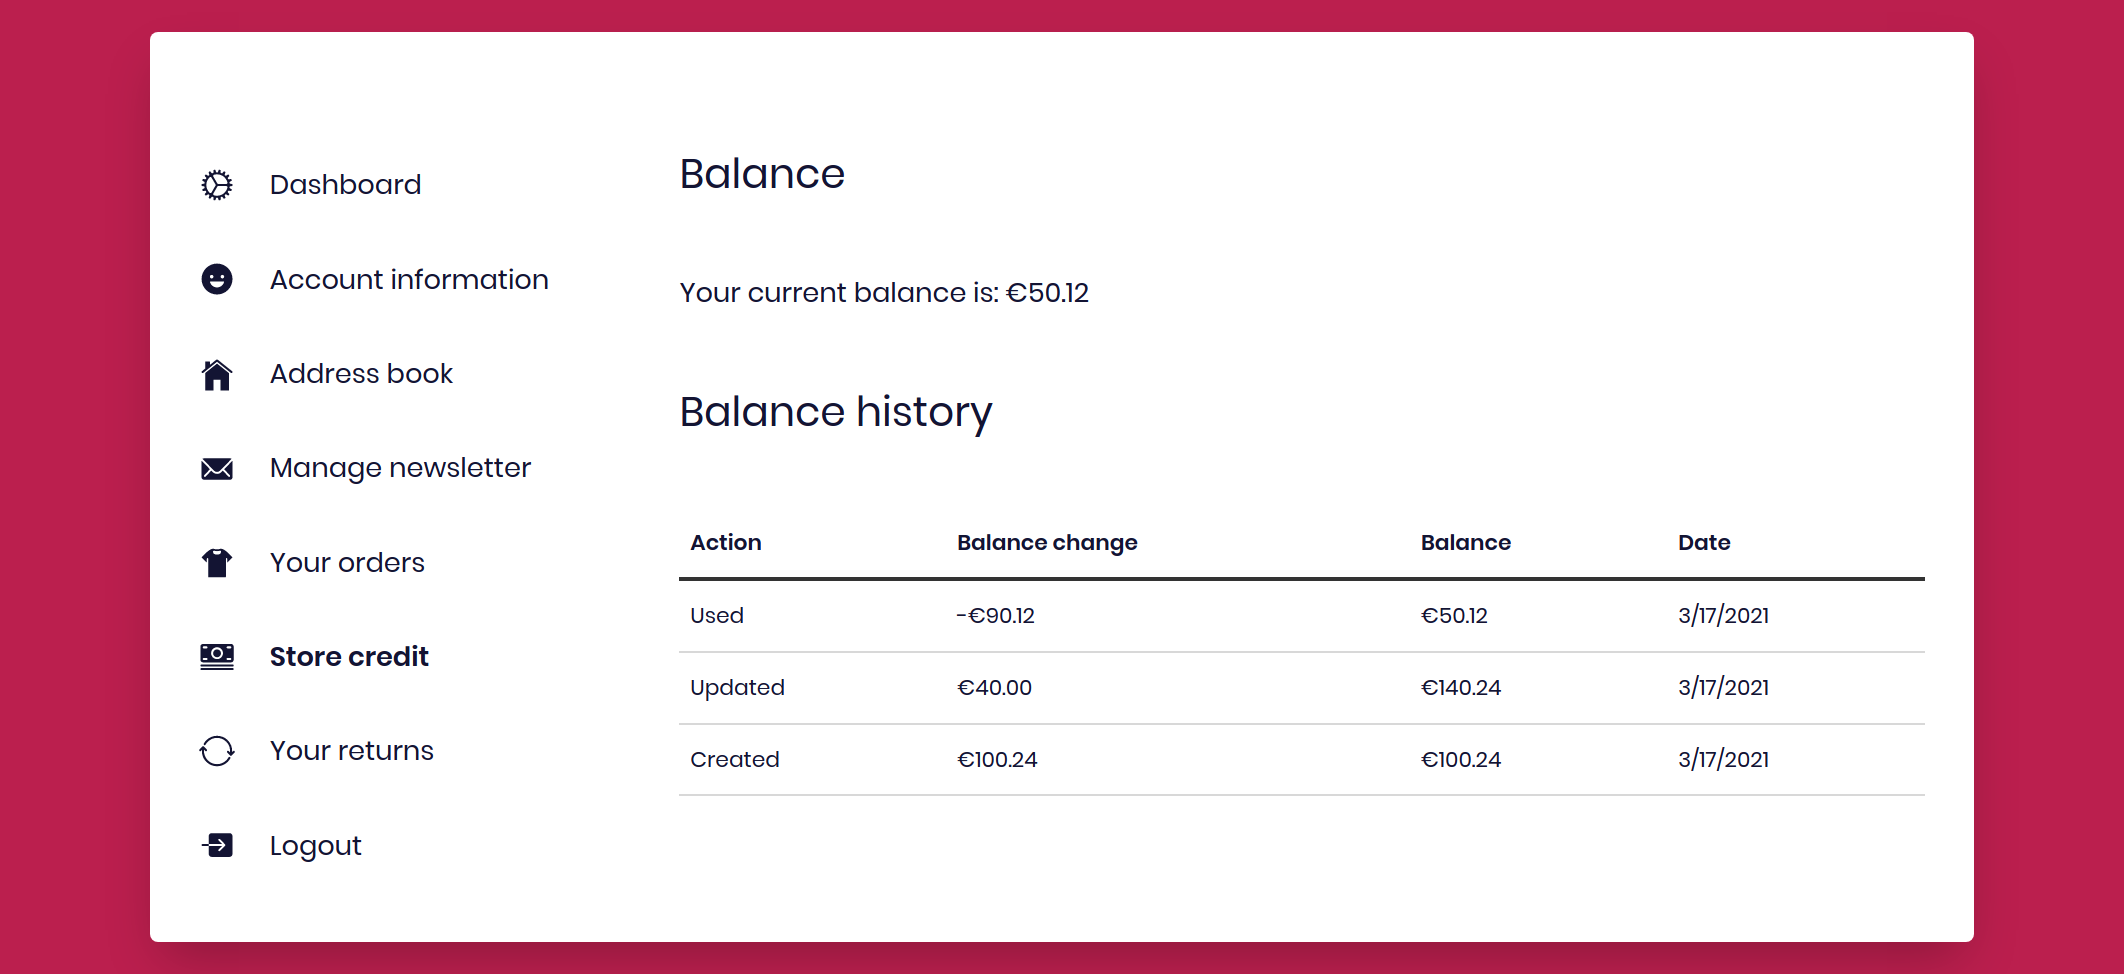 Dashboard
Account information
Address book
Manage newsletter
Your orders
Store credit
Your returns
Logout
Balance
Your current balance is: €50.12
Balance history
Action Balance change Balance Date
Used -€90.12 €50.12 3/17/2021
Updated €40.00 €140.24 3/17/2021
Created €100.24 €100.24 3/17/2021